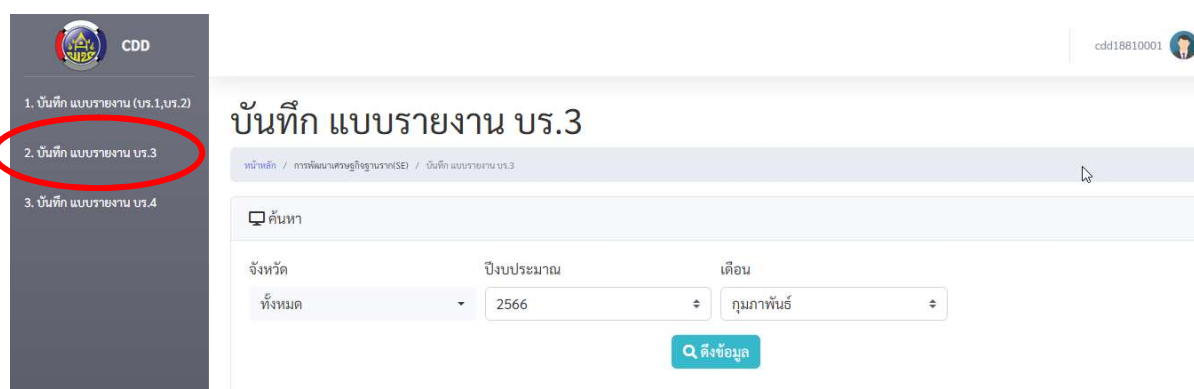 CDD
cdd18810001
1. บันทึก แบบรายงาน (บร.1,บร.2)
2. บันทึก แบบรายงาน บร.3
3. บันทึก แบบรายงาน บร.4
บันทึก แบบรายงาน บร.3
หน้าหลัก / การพัฒนาเศรษฐกิจฐานราก(SE) / บันทึก แบบรายงาน บร.3
ค้นหา
จังหวัด ปีงบประมาณ เดือน
ทั้งหมด 2566 กุมภาพันธ์
ดึงข้อมูล